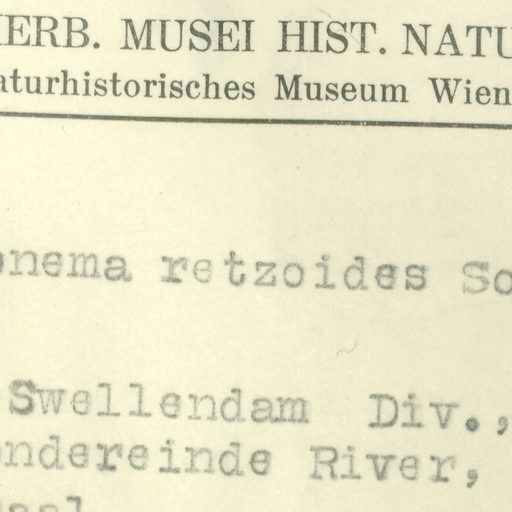 ERB. MUSEI HIST. NATU
aturhistorisches Museum Wien
nema retzoides So
Swellendam Div.,
ndereinde River,